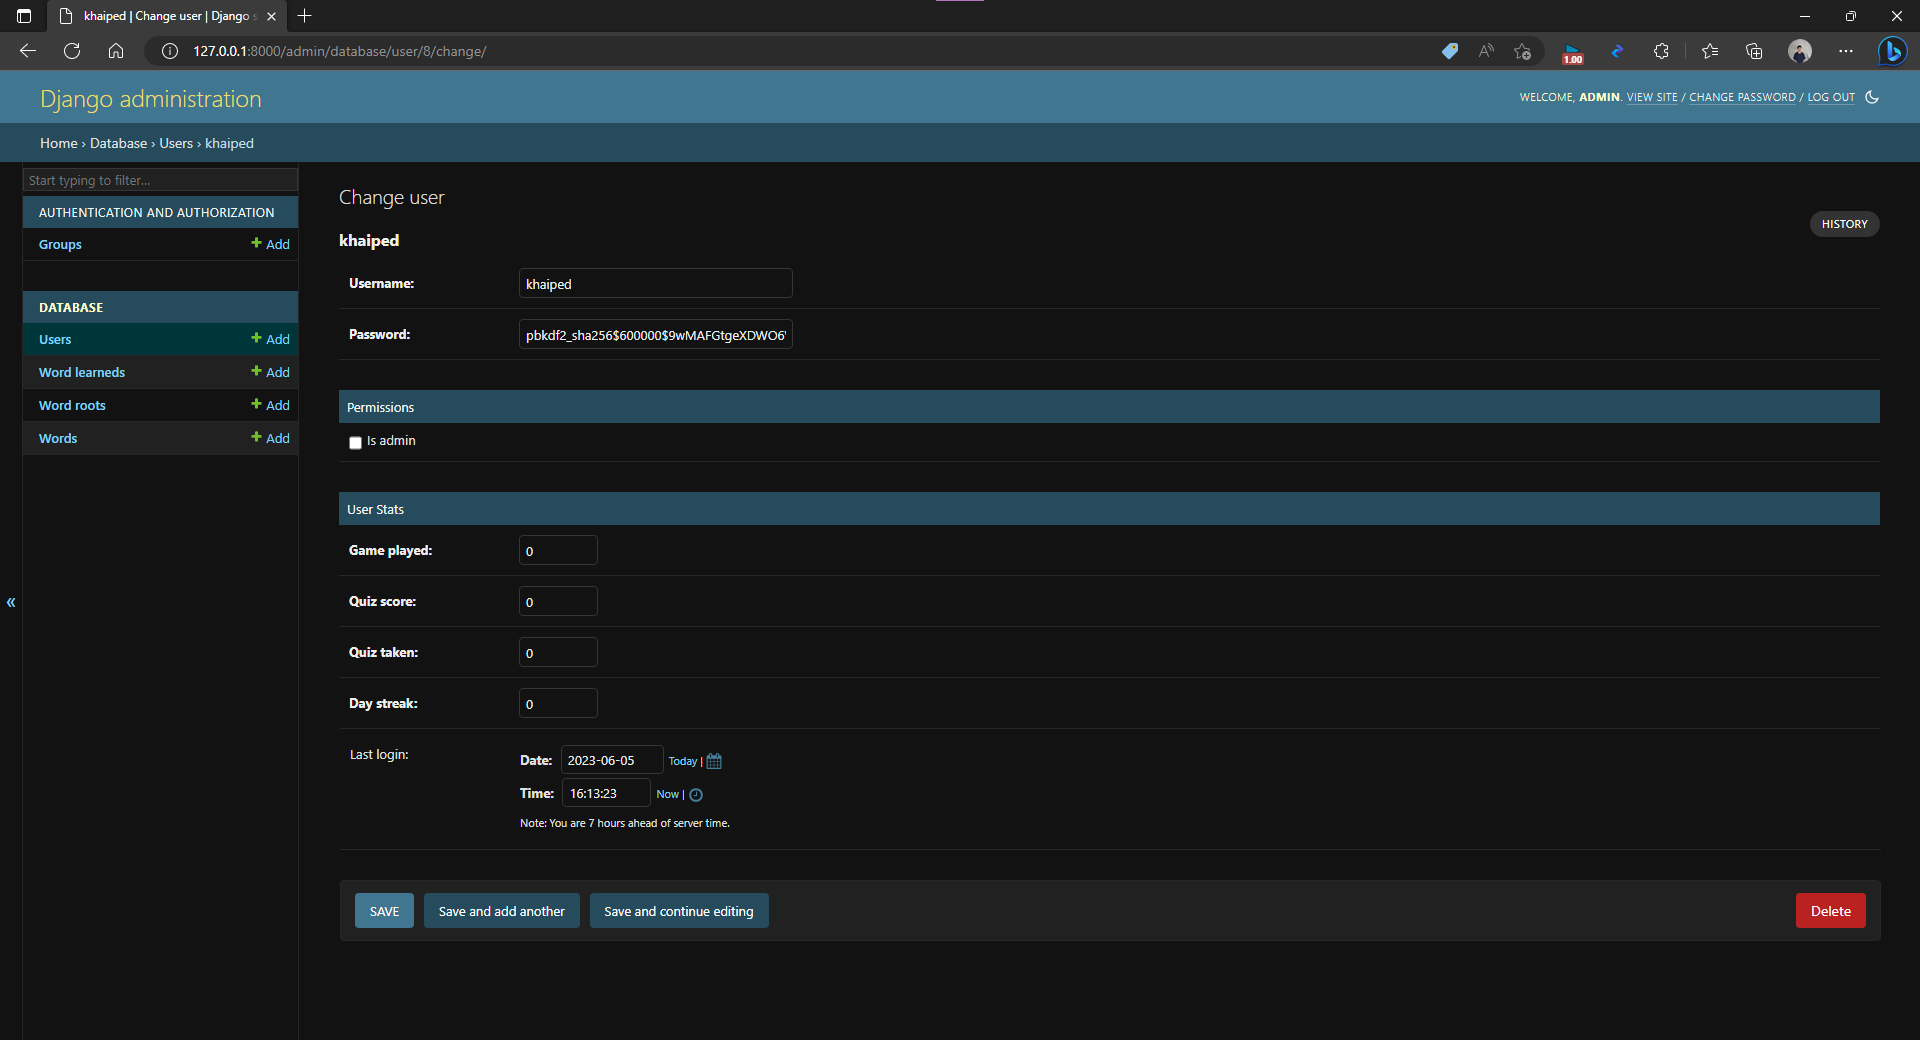 khaiped | Change user | Django s
127.0.0.1:8000/admin/database/user/8/change/
1.00
Django administration
WELCOME, ADMIN. VIEW SITE / CHANGE PASSWORD / LOG OUT
Home › Database › Users › khaiped
Start typing to filter...
AUTHENTICATION AND AUTHORIZATION
Groups + Add
DATABASE
Users + Add
Word learneds + Add
Word roots + Add
Words + Add
«
Change user
HISTORY
khaiped
Username: khaiped
Password: pbkdf2_sha256$600000$9wMAFGtgeXDWO6
Permissions
Is admin
User Stats
Game played: 0
Quiz score: 0
Quiz taken: 0
Day streak: 0
Last login:
Date: 2023-06-05 Today |
Time: 16:13:23 Now |
Note: You are 7 hours ahead of server time.
SAVE Save and add another Save and continue editing Delete